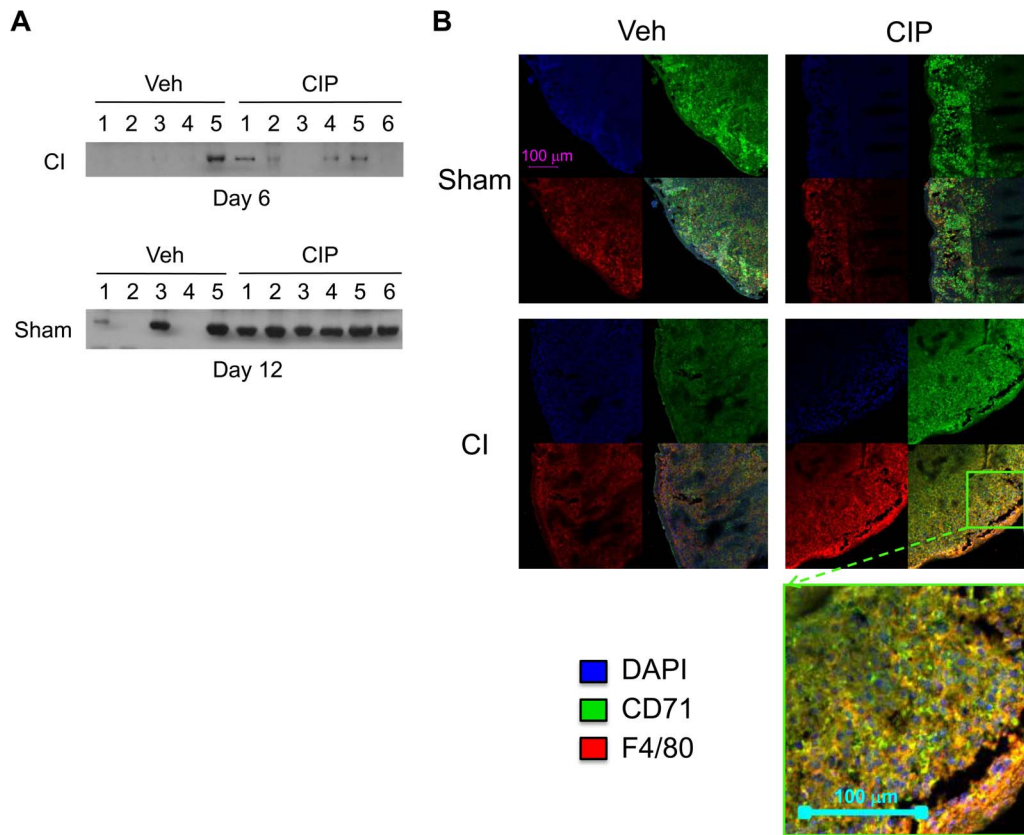 A
Veh CIP
1 2 3 4 5 1 2 3 4 5 6
CI
Day 6
Veh CIP
1 2 3 4 5 1 2 3 4 5 6
Sham
Day 12
B
Veh CIP
Sham
100 μm
CI
DAPI
CD71
F4/80
100 μm